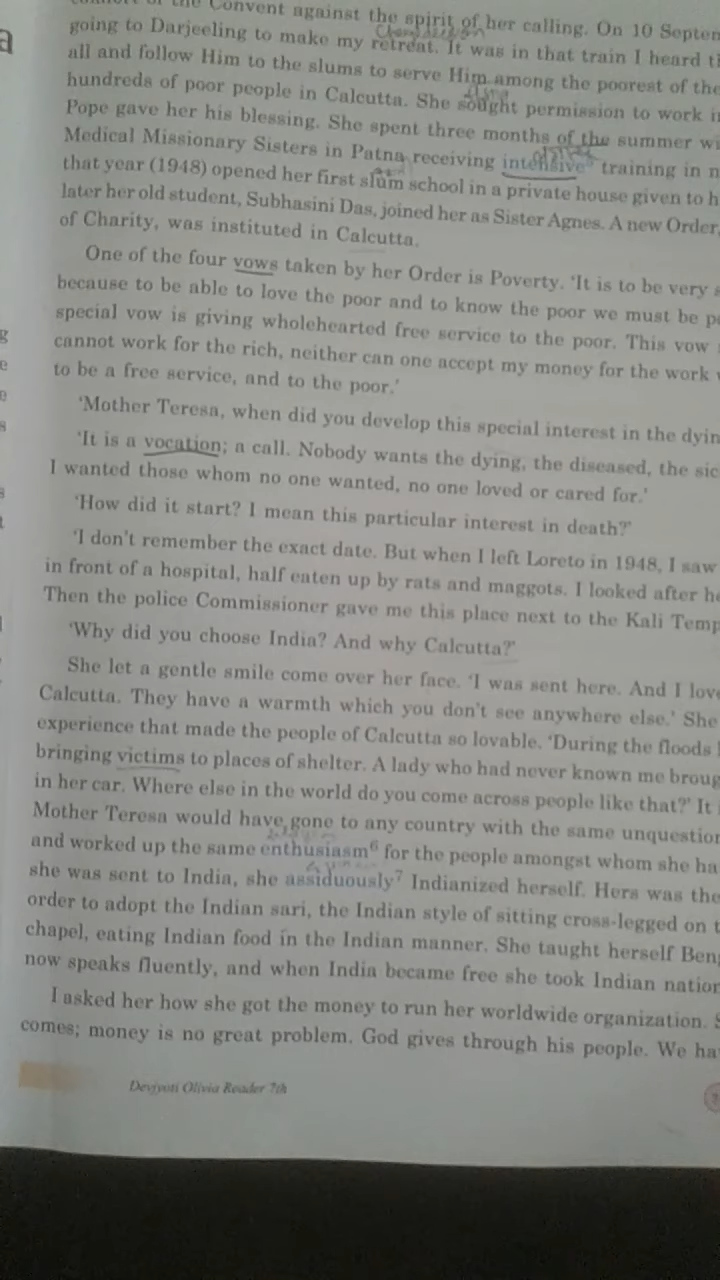 the Convent against the spirit of her calling. On 10
going to Darjeeling to make my retreat. It was in that train I heard
all and follow Him to the slums to serve Him among the poorest of the
hundreds of poor people in Calcutta. She sought permission to work
Pope gave her his blessing. She spent three months of the summer
Medical Missionary Sisters in Patna receiving intensive training in
that year (1948) opened her first slum school in a private house given to
later her old student, Subhasini Das, joined her as Sister Agnes. A new Order,
of Charity, was instituted in Calcutta.
One of the four vows taken by her Order is Poverty. 'It is to be very
because to be able to love the poor and to know the poor we must be
special vow is giving wholehearted free service to the poor. This vow
cannot work for the rich, neither can one accept my money for the work
to be a free service, and to the poor.'
'Mother Teresa, when did you develop this special interest in the
'It is a vocation; a call. Nobody wants the dying, the diseased, the
I wanted those whom no one wanted, no one loved or cared for.'
'How did it start? I mean this particular interest in death?'
'I don't remember the exact date. But when I left Loreto in 1948, I saw
in front of a hospital, half eaten up by rats and maggots. I looked after
Then the police Commissioner gave me this place next to the Kali
'Why did you choose India? And why Calcutta?'
She let a gentle smile come over her face. 'I was sent here. And I
Calcutta. They have a warmth which you don't see anywhere else.' She
experience that made the people of Calcutta so lovable. 'During the floods
bringing victims to places of shelter. A lady who had never known me
in her car. Where else in the world do you come across people like that?' It
Mother Teresa would have gone to any country with the same
and worked up the same enthusiasm6 for the people amongst whom she
she was sent to India, she assiduously7 Indianized herself. Hers was the
order to adopt the Indian sari, the Indian style of sitting cross-legged on
chapel, eating Indian food in the Indian manner. She taught herself
now speaks fluently, and when India became free she took Indian
I asked her how she got the money to run her worldwide organization.
comes; money is no great problem. God gives through his people. We
Devjyoti Olivia Reader 7th